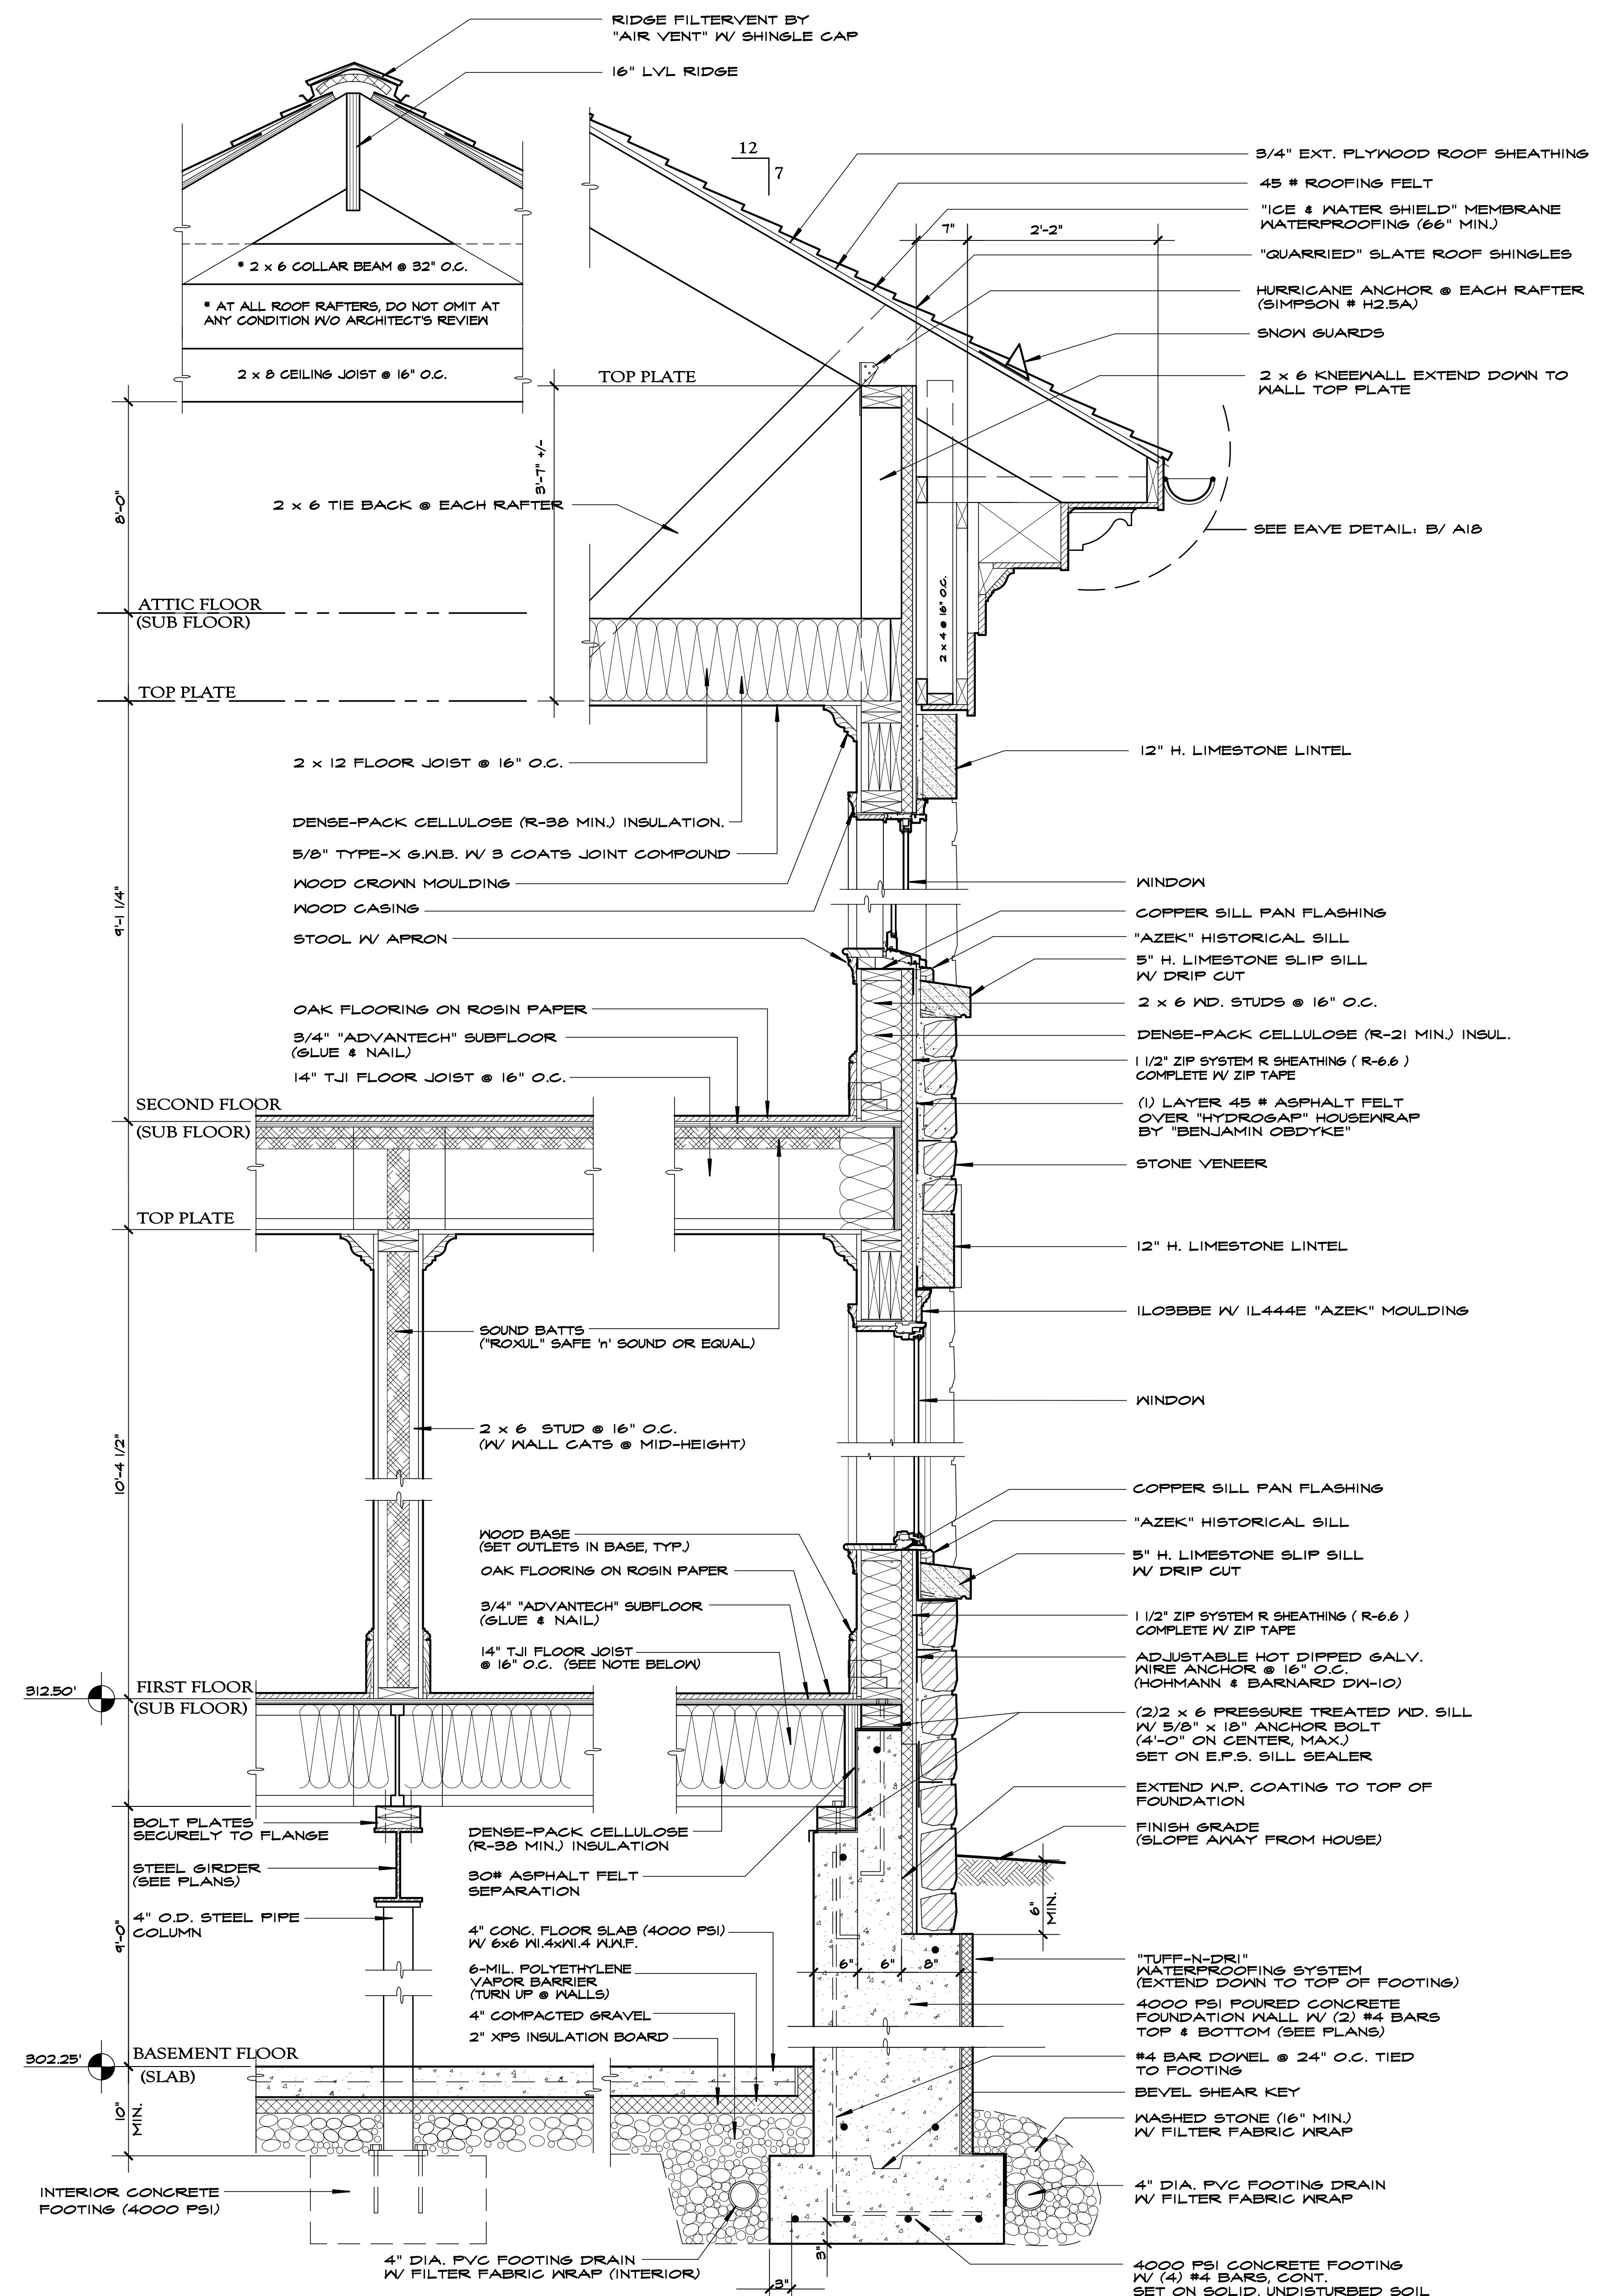 RIDGE FILTERVENT BY
"AIR VENT" W/ SHINGLE CAP
16" LVL RIDGE
12
7
* 2 x 6 COLLAR BEAM @ 32" O.C.
* AT ALL ROOF RAFTERS, DO NOT OMIT AT
ANY CONDITION W/O ARCHITECT'S REVIEW
2 x 8 CEILING JOIST @ 16" O.C.
3/4" EXT. PLYWOOD ROOF SHEATHING
45 # ROOFING FELT
"ICE & WATER SHIELD" MEMBRANE
WATERPROOFING (66" MIN.)
7"
2'-2"
"QUARRIED" SLATE ROOF SHINGLES
HURRICANE ANCHOR @ EACH RAFTER
(SIMPSON # H2.5A)
SNOW GUARDS
2 x 6 KNEEWALL EXTEND DOWN TO
WALL TOP PLATE
TOP PLATE
3'-7" +/-
8'-0"
2 x 6 TIE BACK @ EACH RAFTER
SEE EAVE DETAIL: B/ A18
2 x 4 @ 16" O.C.
ATTIC FLOOR
(SUB FLOOR)
TOP PLATE
2 x 12 FLOOR JOIST @ 16" O.C.
DENSE-PACK CELLULOSE (R-38 MIN.) INSULATION.
5/8" TYPE-X G.W.B. W/ 3 COATS JOINT COMPOUND
WOOD CROWN MOULDING
WOOD CASING
STOOL W/ APRON
9'-1 1/4"
OAK FLOORING ON ROSIN PAPER
3/4" "ADVANTECH" SUBFLOOR
(GLUE & NAIL)
14" TJI FLOOR JOIST @ 16" O.C.
12" H. LIMESTONE LINTEL
WINDOW
COPPER SILL PAN FLASHING
"AZEK" HISTORICAL SILL
5" H. LIMESTONE SLIP SILL
W/ DRIP CUT
2 x 6 WD. STUDS @ 16" O.C.
DENSE-PACK CELLULOSE (R-21 MIN.) INSUL.
1 1/2" ZIP SYSTEM R SHEATHING ( R-6.6 )
COMPLETE W/ ZIP TAPE
(1) LAYER 45 # ASPHALT FELT
OVER "HYDROGAP" HOUSEWRAP
BY "BENJAMIN OBDYKE"
STONE VENEER
12" H. LIMESTONE LINTEL
1L03BBE W/ 1L444E "AZEK" MOULDING
WINDOW
SECOND FLOOR
(SUB FLOOR)
TOP PLATE
SOUND BATTS
("ROXUL" SAFE 'n' SOUND OR EQUAL)
2 x 6 STUD @ 16" O.C.
(W/ WALL CATS @ MID-HEIGHT)
10'-4 1/2"
WOOD BASE
(SET OUTLETS IN BASE, TYP.)
OAK FLOORING ON ROSIN PAPER
3/4" "ADVANTECH" SUBFLOOR
(GLUE & NAIL)
14" TJI FLOOR JOIST
@ 16" O.C. (SEE NOTE BELOW)
COPPER SILL PAN FLASHING
"AZEK" HISTORICAL SILL
5" H. LIMESTONE SLIP SILL
W/ DRIP CUT
1 1/2" ZIP SYSTEM R SHEATHING ( R-6.6 )
COMPLETE W/ ZIP TAPE
ADJUSTABLE HOT DIPPED GALV.
WIRE ANCHOR @ 16" O.C.
(HOHMANN & BARNARD DW-10)
(2)2 x 6 PRESSURE TREATED WD. SILL
W/ 5/8" x 18" ANCHOR BOLT
(4'-0" ON CENTER, MAX.)
SET ON E.P.S. SILL SEALER
EXTEND W.P. COATING TO TOP OF
FOUNDATION
FINISH GRADE
(SLOPE AWAY FROM HOUSE)
312.50'
FIRST FLOOR
(SUB FLOOR)
BOLT PLATES
SECURELY TO FLANGE
STEEL GIRDER
(SEE PLANS)
4" O.D. STEEL PIPE
COLUMN
9'-0"
DENSE-PACK CELLULOSE
(R-38 MIN.) INSULATION
30# ASPHALT FELT
SEPARATION
4" CONC. FLOOR SLAB (4000 PSI)
W/ 6x6 W1.4xW1.4 W.W.F.
6-MIL. POLYETHYLENE
VAPOR BARRIER
(TURN UP @ WALLS)
4" COMPACTED GRAVEL
2" XPS INSULATION BOARD
6"
6"
8"
6"
MIN.
"TUFF-N-DRI"
WATERPROOFING SYSTEM
(EXTEND DOWN TO TOP OF FOOTING)
4000 PSI POURED CONCRETE
FOUNDATION WALL W/ (2) #4 BARS
TOP & BOTTOM (SEE PLANS)
#4 BAR DOWEL @ 24" O.C. TIED
TO FOOTING
BEVEL SHEAR KEY
WASHED STONE (16" MIN.)
W/ FILTER FABRIC WRAP
4" DIA. PVC FOOTING DRAIN
W/ FILTER FABRIC WRAP
302.25'
BASEMENT FLOOR
(SLAB)
10"
MIN.
INTERIOR CONCRETE
FOOTING (4000 PSI)
4" DIA. PVC FOOTING DRAIN
W/ FILTER FABRIC WRAP (INTERIOR)
3"
3"
4000 PSI CONCRETE FOOTING
W/ (4) #4 BARS, CONT.
SET ON SOLID, UNDISTURBED SOIL